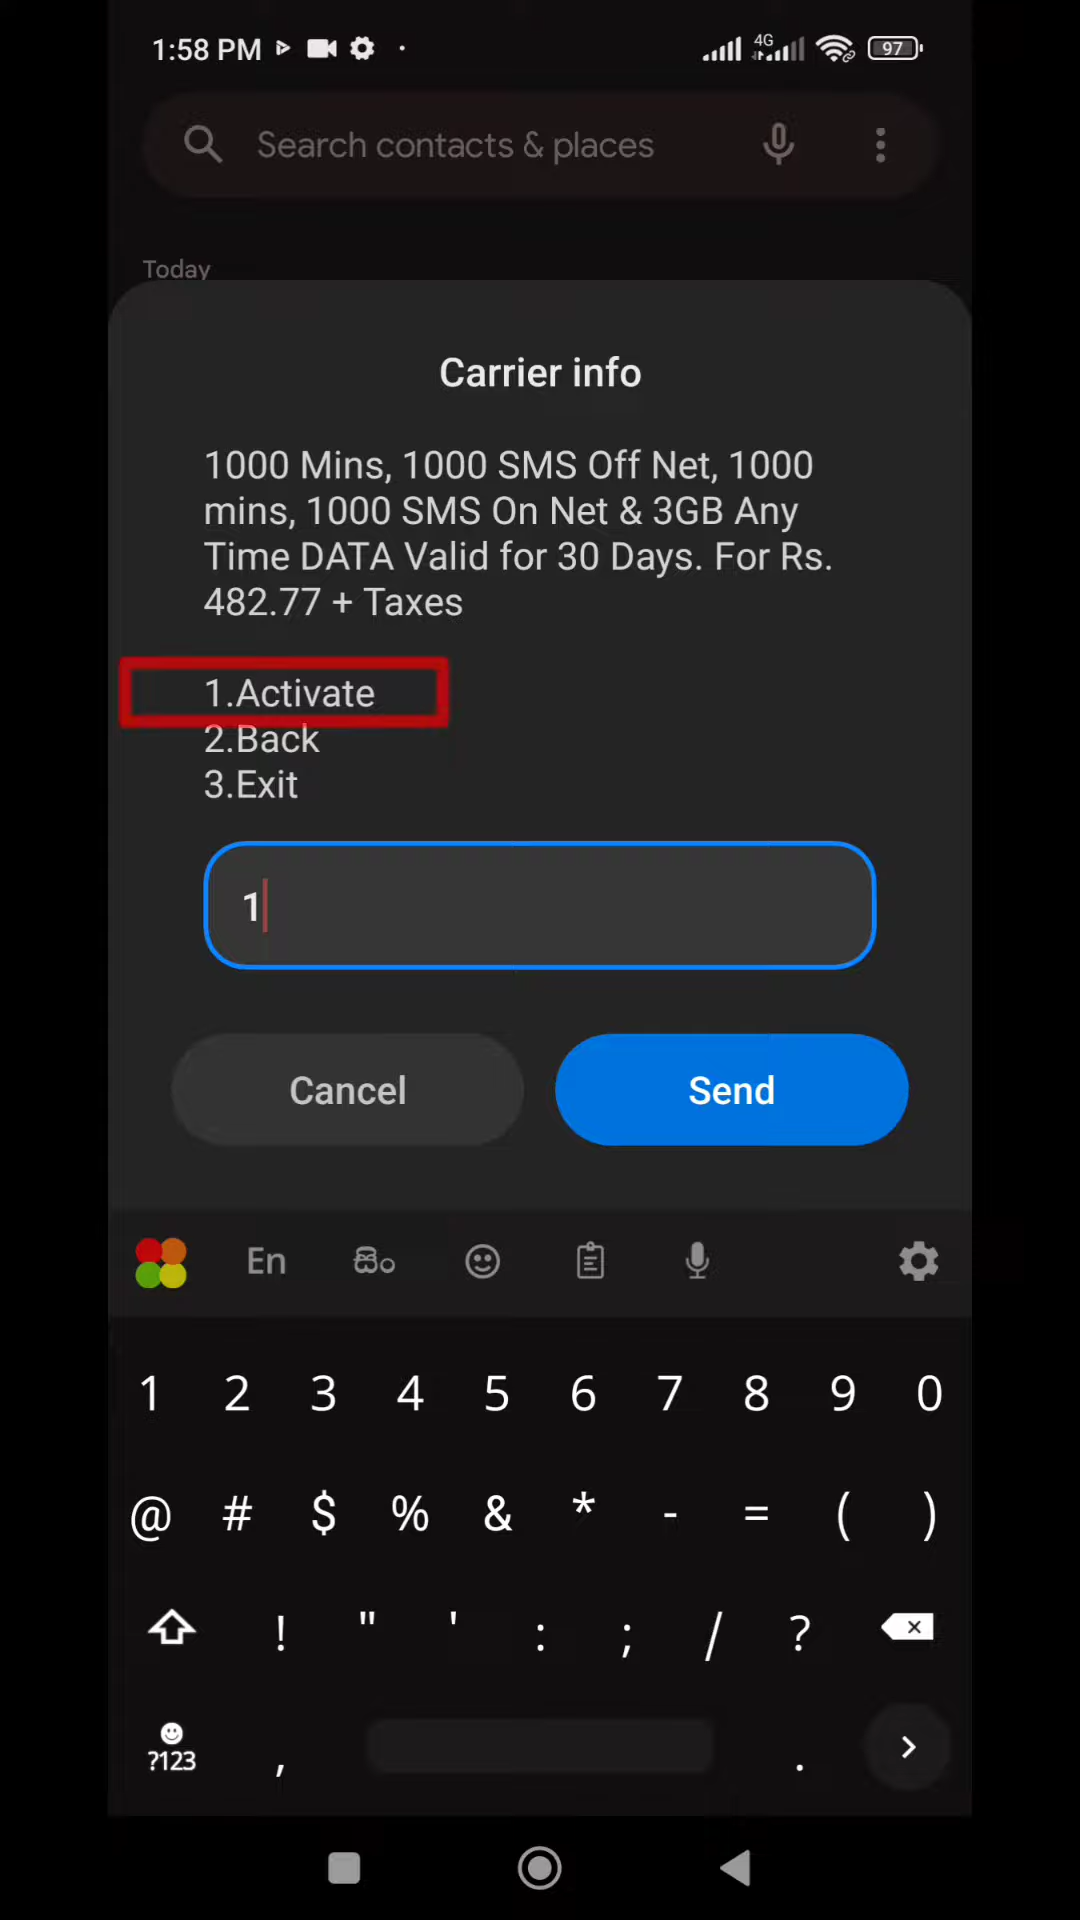 1:58 PM
4G
97
Search contacts & places
Today
Carrier info
1000 Mins, 1000 SMS Off Net, 1000
mins, 1000 SMS On Net & 3GB Any
Time DATA Valid for 30 Days. For Rs.
482.77 + Taxes
1.Activate
2.Back
3.Exit
1
Cancel
Send
En
සිං
1 2 3 4 5 6 7 8 9 0
@ # $ % & * - = ( )
! " ' : ; / ?
?123 , .